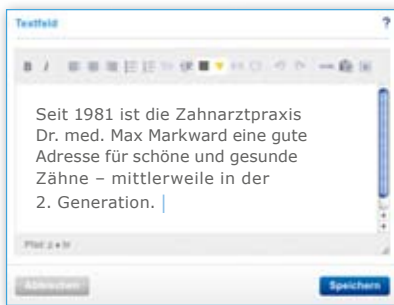 Textfeld ?
B I
Seit 1981 ist die Zahnarztpraxis
Dr. med. Max Markward eine gute
Adresse für schöne und gesunde
Zähne – mittlerweile in der
2. Generation.
Abbrechen Speichern